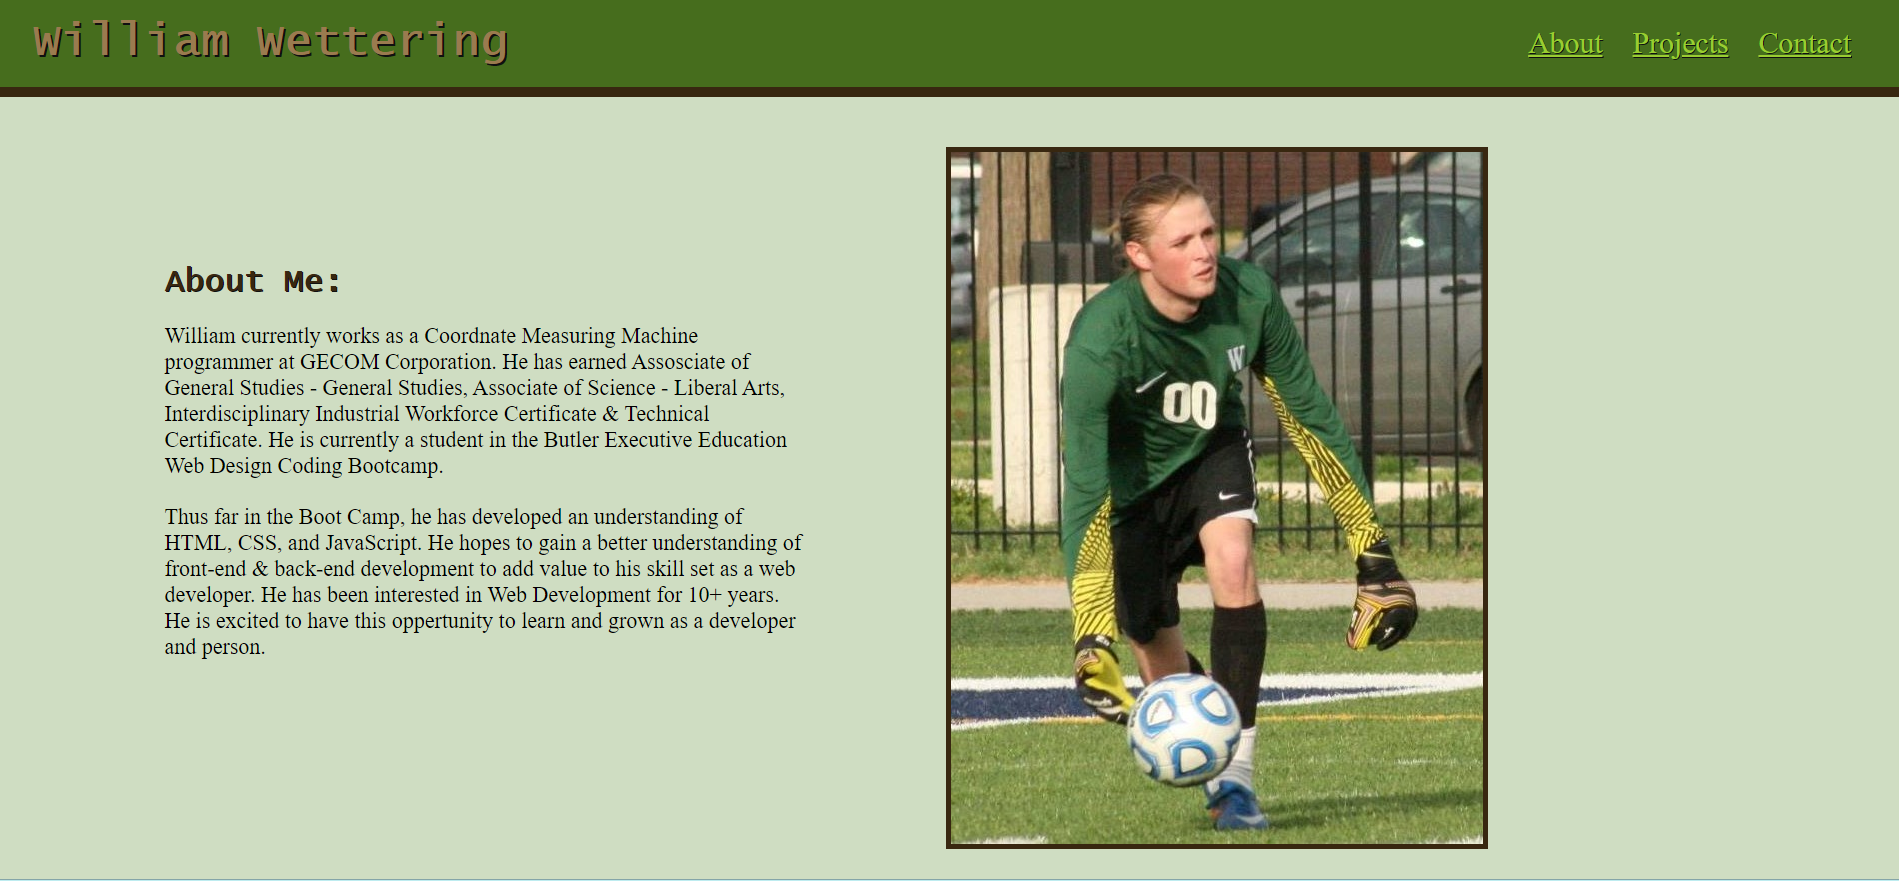 William Wettering
About Projects Contact
About Me:
William currently works as a Coordnate Measuring Machine
programmer at GECOM Corporation. He has earned Assosciate of
General Studies - General Studies, Associate of Science - Liberal Arts,
Interdisciplinary Industrial Workforce Certificate & Technical
Certificate. He is currently a student in the Butler Executive Education
Web Design Coding Bootcamp.
Thus far in the Boot Camp, he has developed an understanding of
HTML, CSS, and JavaScript. He hopes to gain a better understanding of
front-end & back-end development to add value to his skill set as a web
developer. He has been interested in Web Development for 10+ years.
He is excited to have this oppertunity to learn and grown as a developer
and person.
W
00